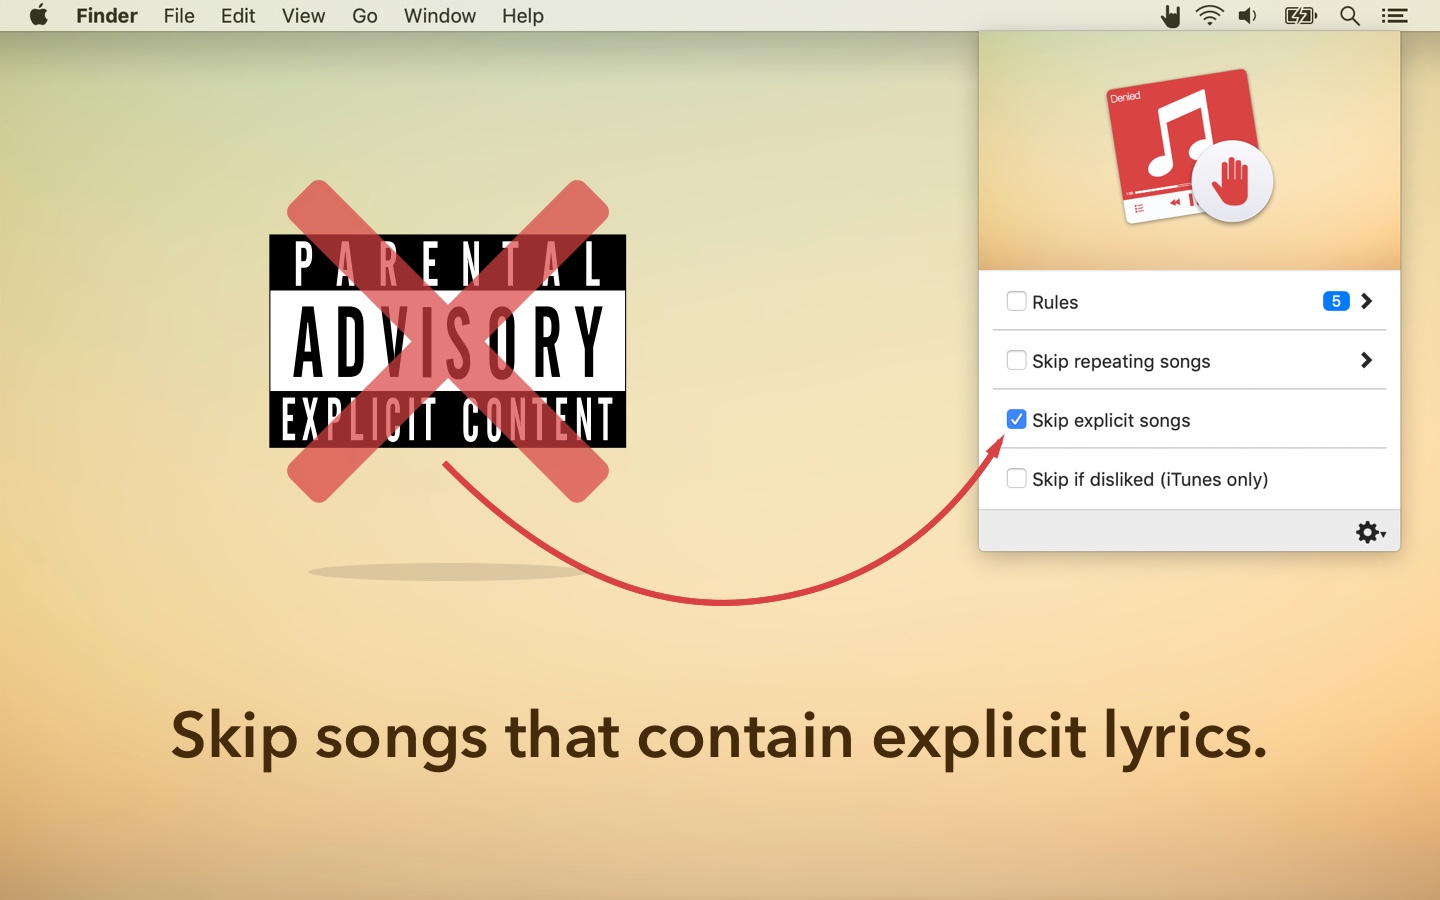 Finder File Edit View Go Window Help
Denied
PARENTAL
ADVISORY
EXPLICIT CONTENT
Rules 5
Skip repeating songs
Skip explicit songs
Skip if disliked (iTunes only)
Skip songs that contain explicit lyrics.